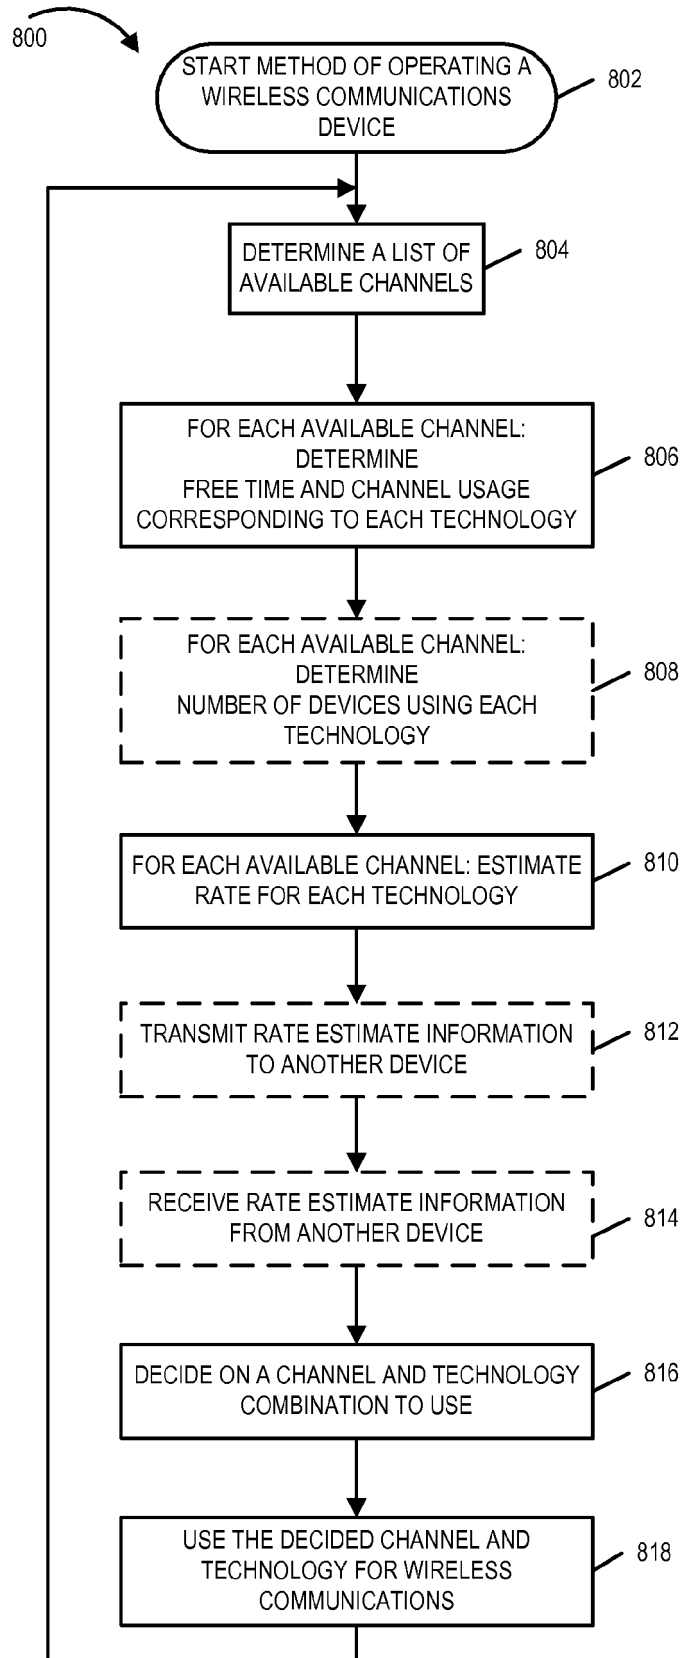 800
START METHOD OF OPERATING A
WIRELESS COMMUNICATIONS
DEVICE
802
DETERMINE A LIST OF
AVAILABLE CHANNELS
804
FOR EACH AVAILABLE CHANNEL:
DETERMINE
FREE TIME AND CHANNEL USAGE
CORRESPONDING TO EACH TECHNOLOGY
806
FOR EACH AVAILABLE CHANNEL:
DETERMINE
NUMBER OF DEVICES USING EACH
TECHNOLOGY
808
FOR EACH AVAILABLE CHANNEL: ESTIMATE
RATE FOR EACH TECHNOLOGY
810
TRANSMIT RATE ESTIMATE INFORMATION
TO ANOTHER DEVICE
812
RECEIVE RATE ESTIMATE INFORMATION
FROM ANOTHER DEVICE
814
DECIDE ON A CHANNEL AND TECHNOLOGY
COMBINATION TO USE
816
USE THE DECIDED CHANNEL AND
TECHNOLOGY FOR WIRELESS
COMMUNICATIONS
818